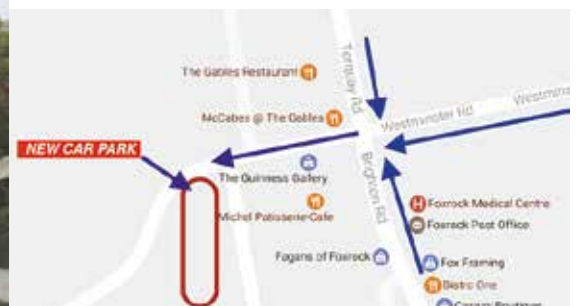 The Gables Restaurant
Torquay Rd
McCabes @ The Gables
Westminster Rd
Westmins
NEW CAR PARK
The Guinness Gallery
Brighton Rd
Michel Patisserie-Cafe
Foxrock Medical Centre
Foxrock Post Office
Fagans of Foxrock
Fox Framing
Bistro One